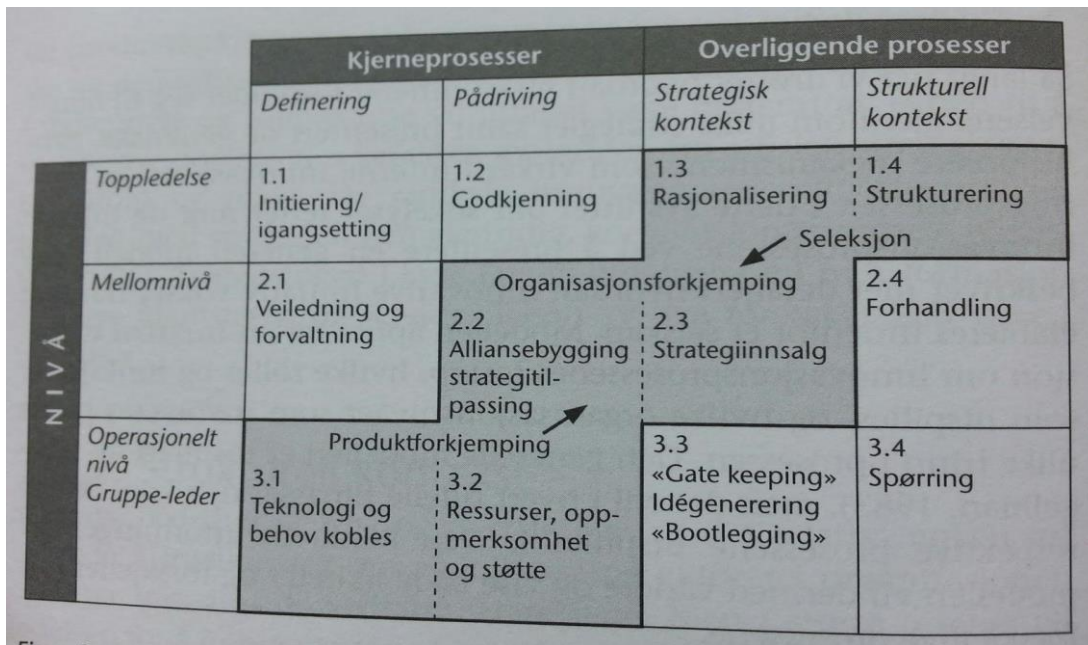 Kjerneprosesser
Overliggende prosesser
Definering
Pådriving
Strategisk
kontekst
Strukturell
kontekst
NIVÅ
Toppledelse
1.1
Initiering/
igangsetting
1.2
Godkjenning
1.3
Rasjonalisering
1.4
Strukturering
Seleksjon
Mellomnivå
2.1
Veiledning og
forvaltning
Organisasjonsforkjemping
2.2
Alliansebygging
strategitil-
passing
2.3
Strategiinnsalg
2.4
Forhandling
Operasjonelt
nivå
Gruppe-leder
Produktforkjemping
3.1
Teknologi og
behov kobles
3.2
Ressurser, opp-
merksomhet
og støtte
3.3
«Gate keeping»
Idégenerering
«Bootlegging»
3.4
Spørring